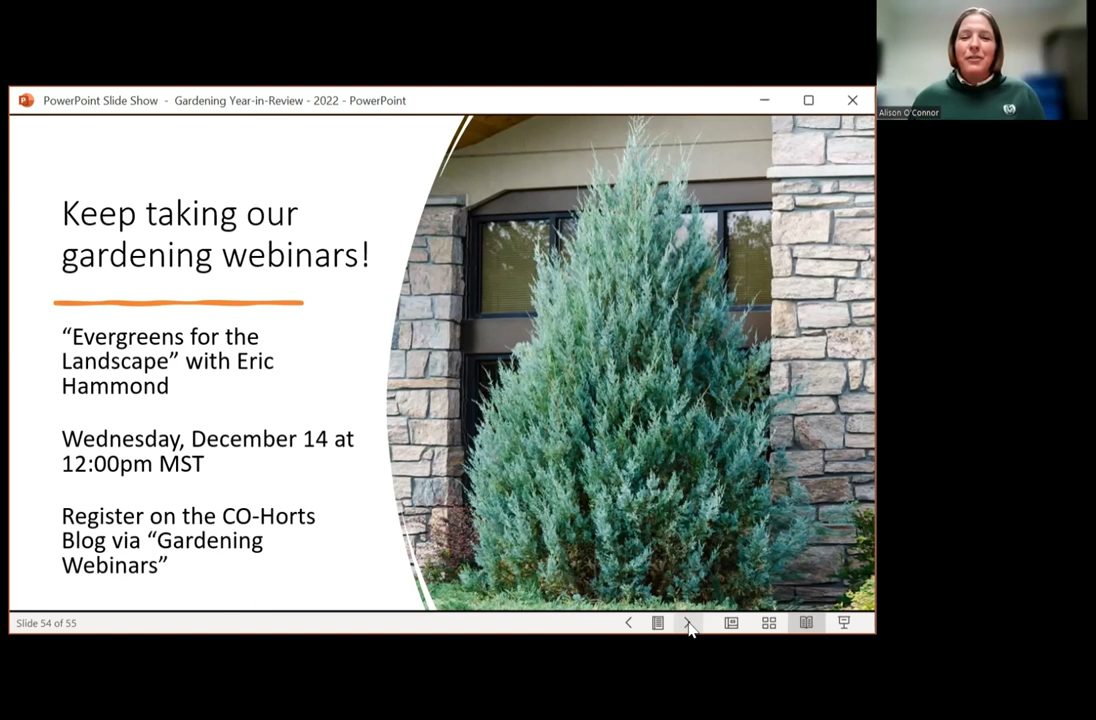 Alison O'Connor
PowerPoint Slide Show - Gardening Year-in-Review - 2022 - PowerPoint
Keep taking our
gardening webinars!
“Evergreens for the
Landscape” with Eric
Hammond
Wednesday, December 14 at
12:00pm MST
Register on the CO-Horts
Blog via “Gardening
Webinars”
Slide 54 of 55